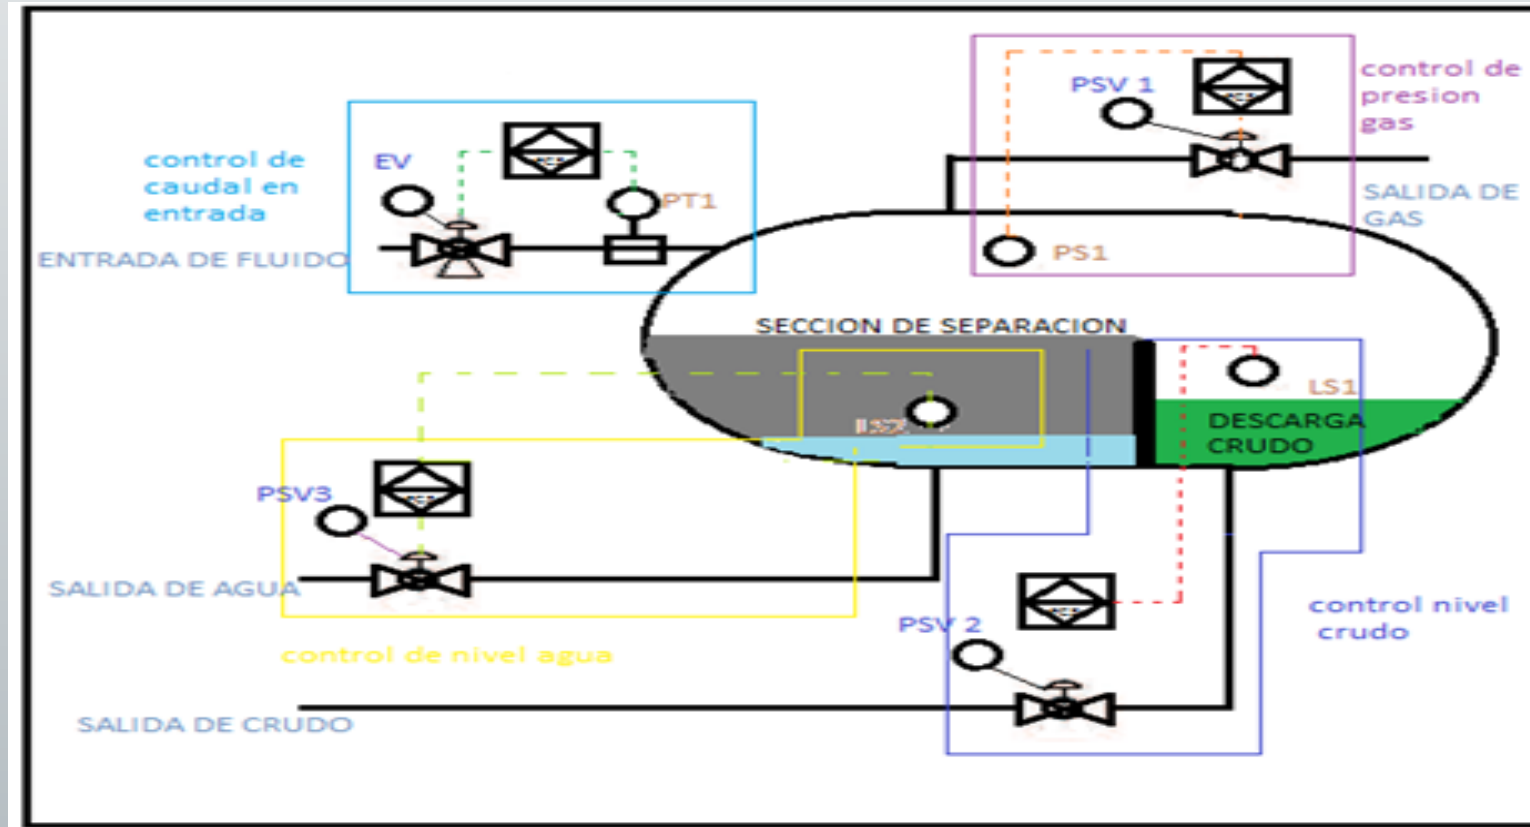 control de
presion
gas
PSV 1
control de
caudal en
entrada
EV
PT1
SALIDA DE
GAS
ENTRADA DE FLUIDO
PS1
SECCION DE SEPARACION
LS1
DESCARGA
CRUDO
PSV3
SALIDA DE AGUA
control nivel
crudo
PSV 2
control de nivel agua
SALIDA DE CRUDO